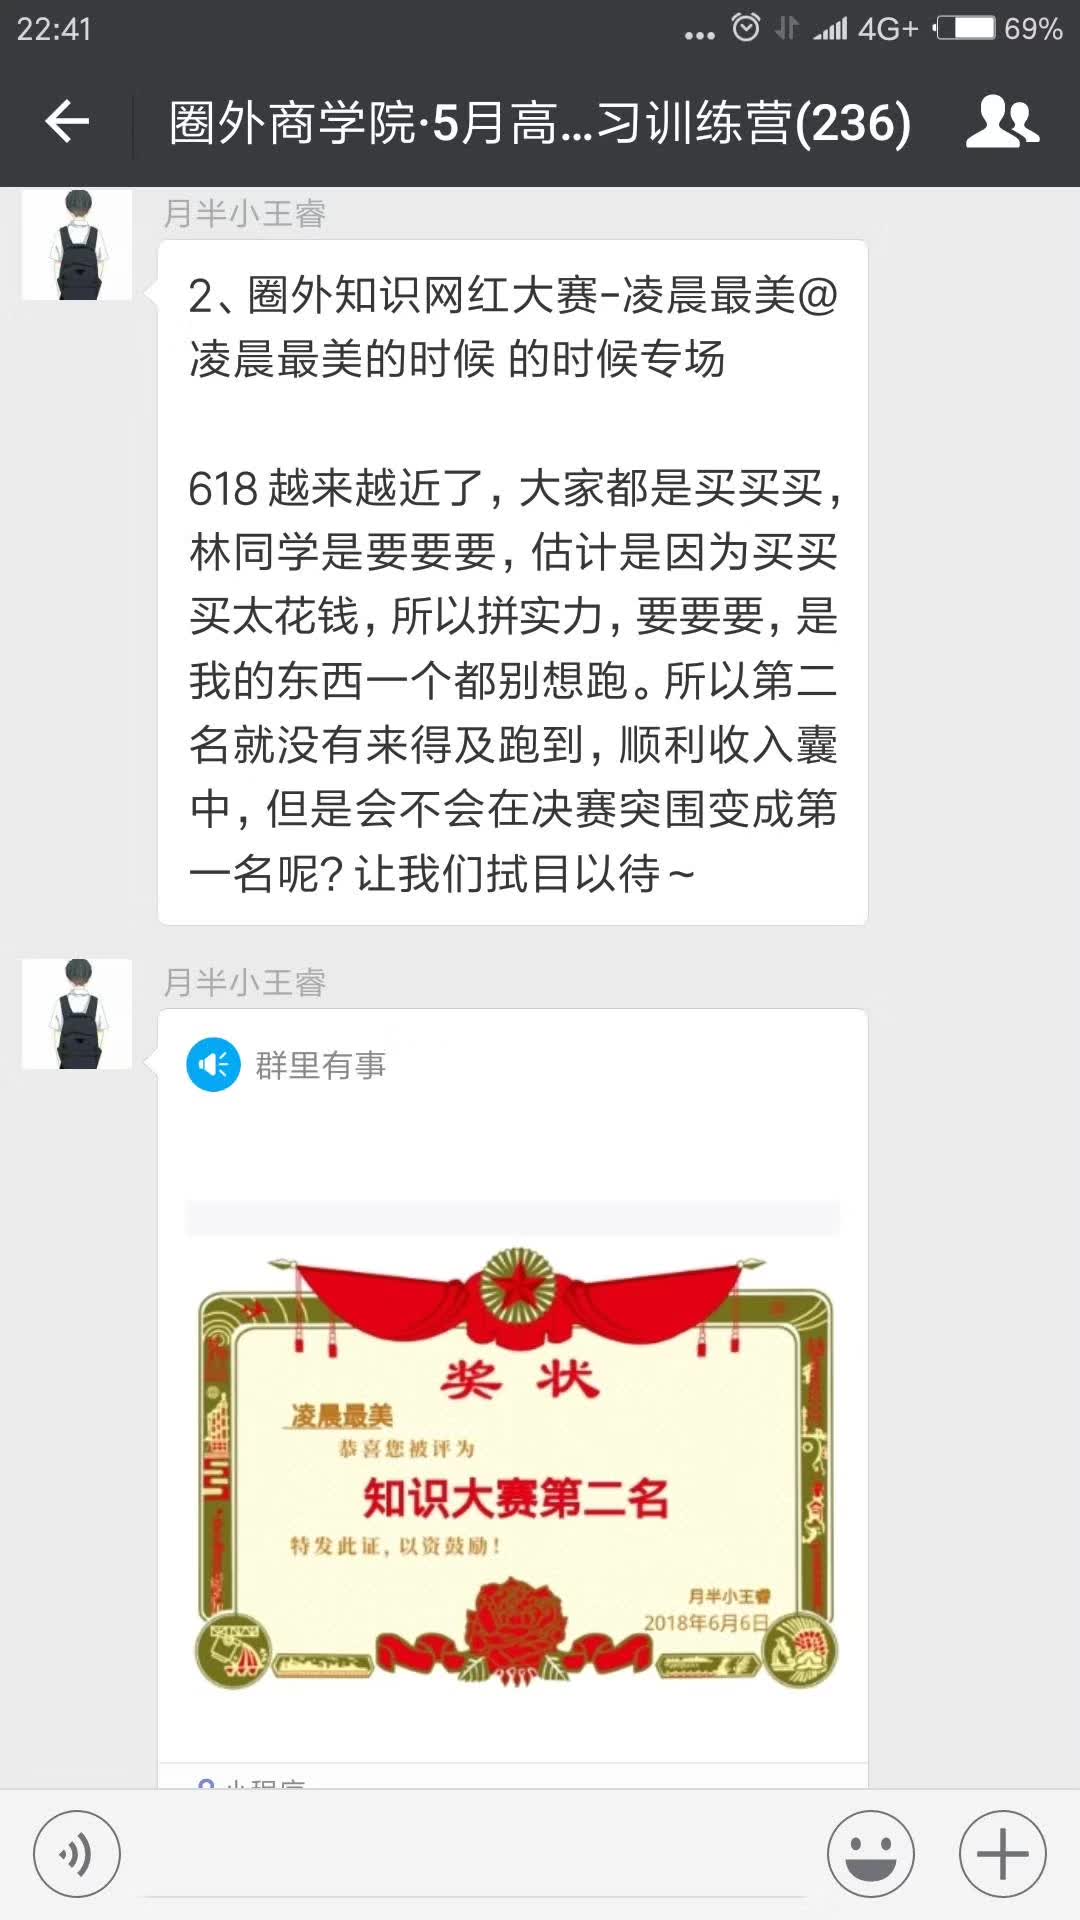 22:41
4G+ 69%
圈外商学院·5月高...习训练营(236)
月半小王睿
2、圈外知识网红大赛-凌晨最美@
凌晨最美的时候 的时候专场
618越来越近了，大家都是买买买，
林同学是要要要，估计是因为买买
买太花钱，所以拼实力，要要要，是
我的东西一个都别想跑。所以第二
名就没有来得及跑到，顺利收入囊
中，但是会不会在决赛突围变成第
一名呢？让我们拭目以待～
月半小王睿
群里有事
奖状
凌晨最美
恭喜您被评为
知识大赛第二名
特发此证，以资鼓励！
月半小王睿
2018年6月6日
小程序